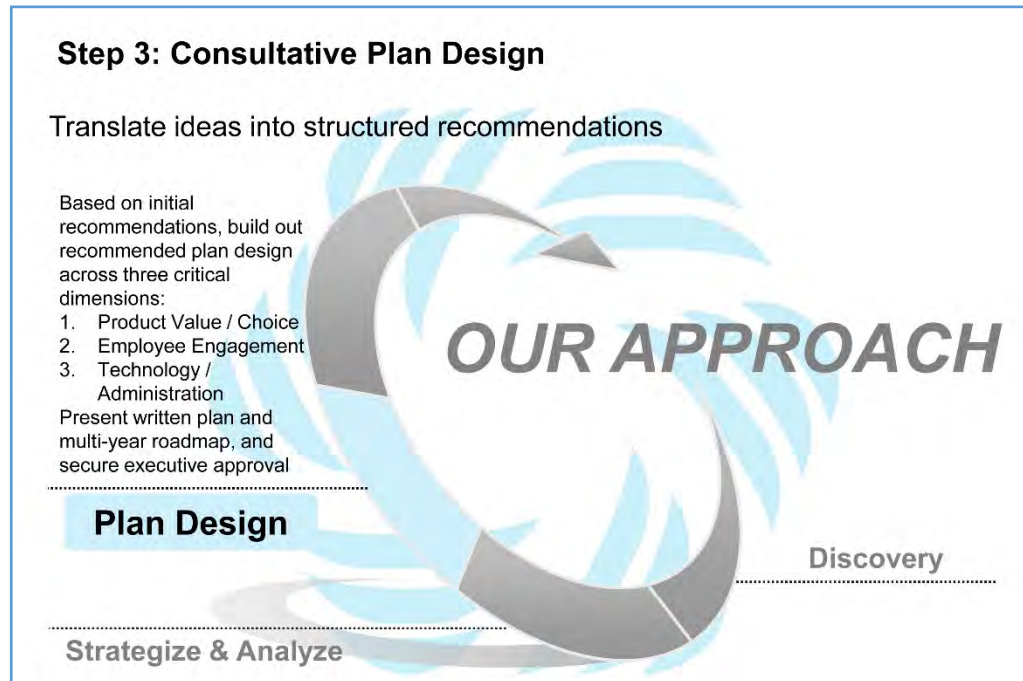 Step 3: Consultative Plan Design
Translate ideas into structured recommendations
Based on initial
recommendations, build out
recommended plan design
across three critical
dimensions:
1. Product Value / Choice
2. Employee Engagement
3. Technology /
Administration
Present written plan and
multi-year roadmap, and
secure executive approval
OUR APPROACH
Plan Design
Discovery
Strategize & Analyze